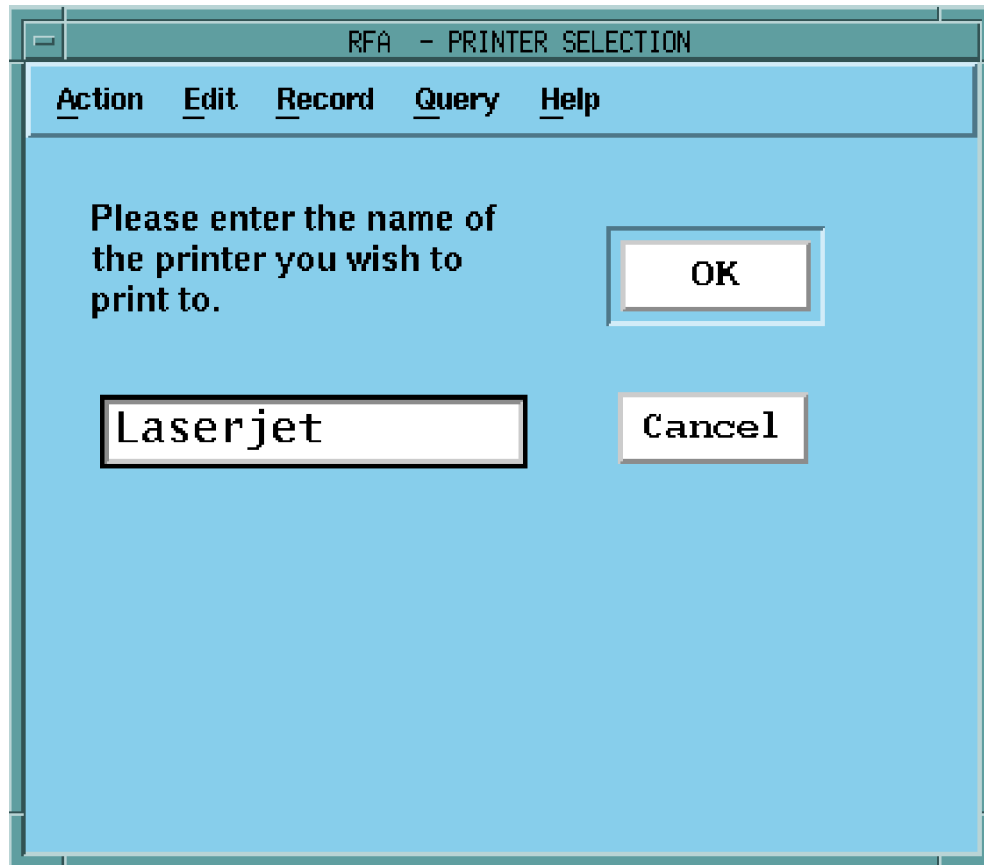 RFA - PRINTER SELECTION
Action Edit Record Query Help
Please enter the name of
the printer you wish to
print to.
OK
Laserjet
Cancel